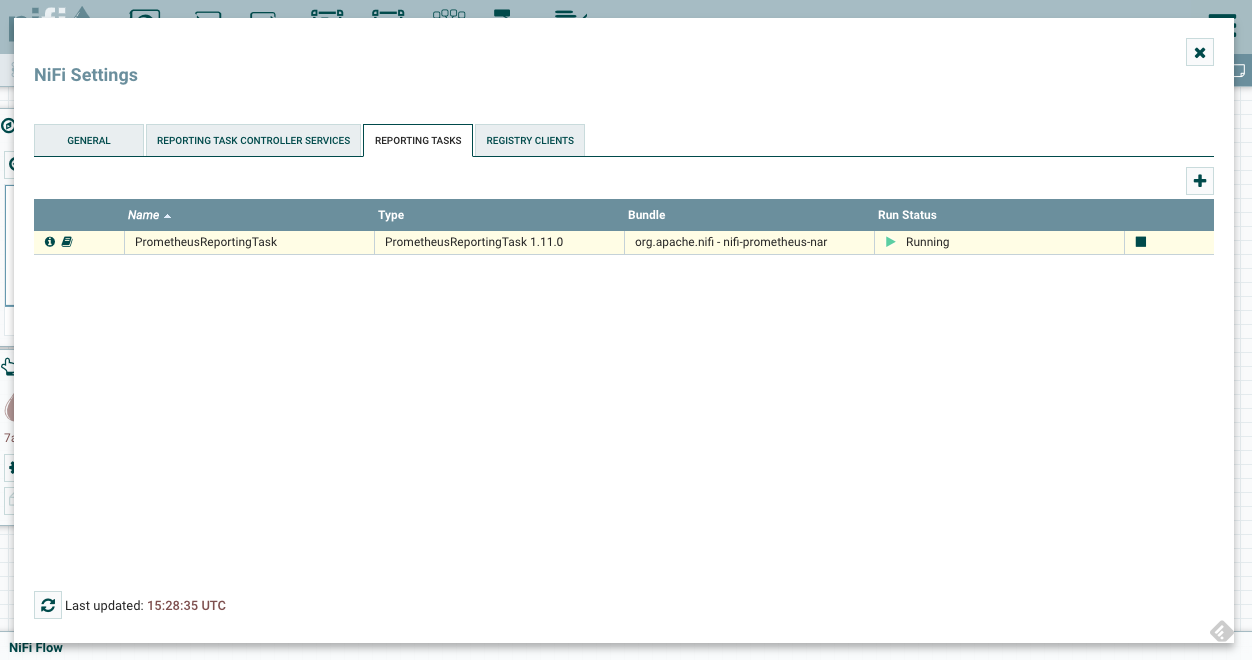 NiFi Settings
GENERAL REPORTING TASK CONTROLLER SERVICES REPORTING TASKS REGISTRY CLIENTS
Name Type Bundle Run Status
PrometheusReportingTask PrometheusReportingTask 1.11.0 org.apache.nifi - nifi-prometheus-nar Running
Last updated: 15:28:35 UTC
NiFi Flow